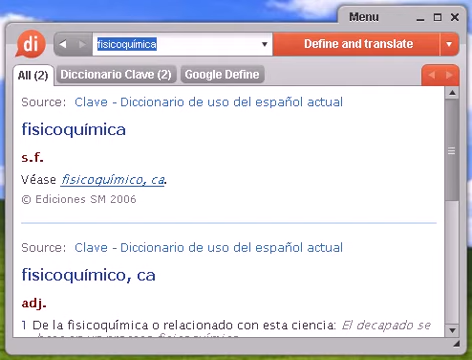 Menu
di
fisicoquímica
Define and translate
All (2)
Diccionario Clave (2)
Google Define
Source: Clave - Diccionario de uso del español actual
fisicoquímica
s.f.
Véase fisicoquímico, ca.
© Ediciones SM 2006
Source: Clave - Diccionario de uso del español actual
fisicoquímico, ca
adj.
1 De la fisicoquímica o relacionado con esta ciencia: El decapado se